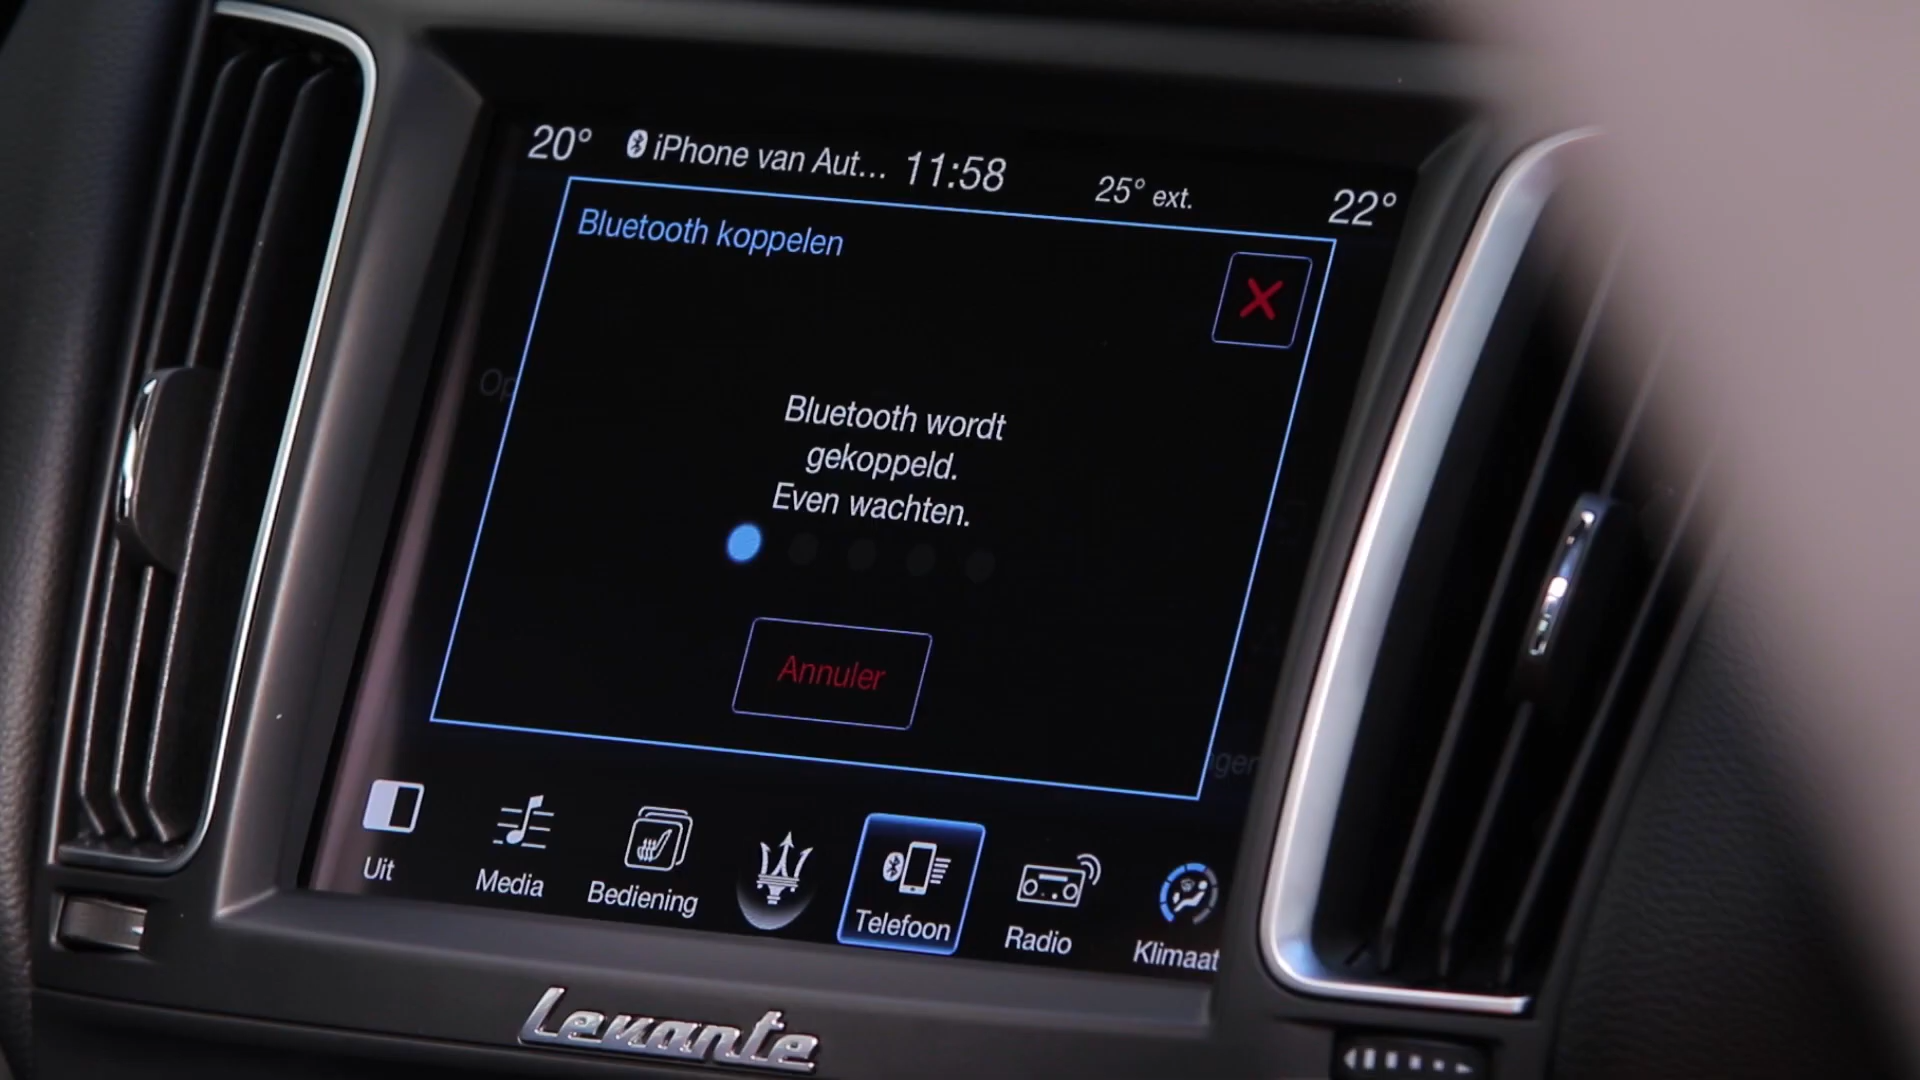 20° iPhone van Aut... 11:58 25° ext. 22°
Bluetooth koppelen
Bluetooth wordt
gekoppeld.
Even wachten.
Annuler
Uit Media Bediening Telefoon Radio Klimaat
Levante